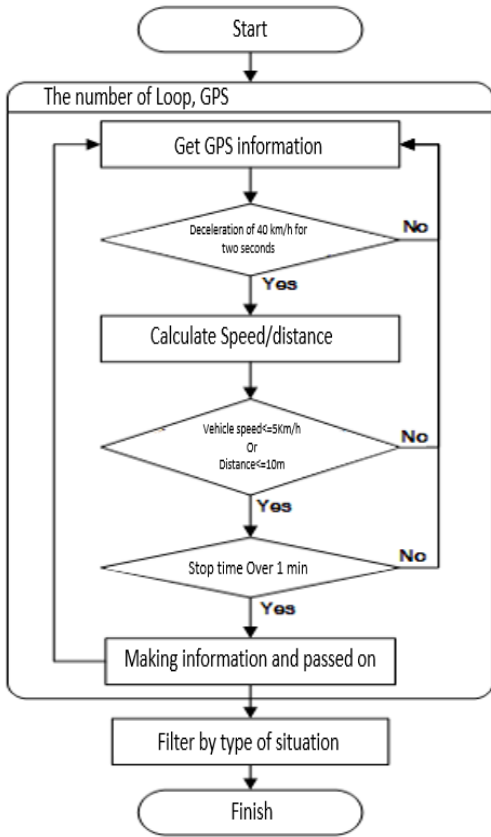 Start
The number of Loop, GPS
Get GPS information
Deceleration of 40 km/h for
two seconds
No
Yes
Calculate Speed/distance
Vehicle speed<=5Km/h
Or
Distance<=10m
No
Yes
Stop time Over 1 min
No
Yes
Making information and passed on
Filter by type of situation
Finish